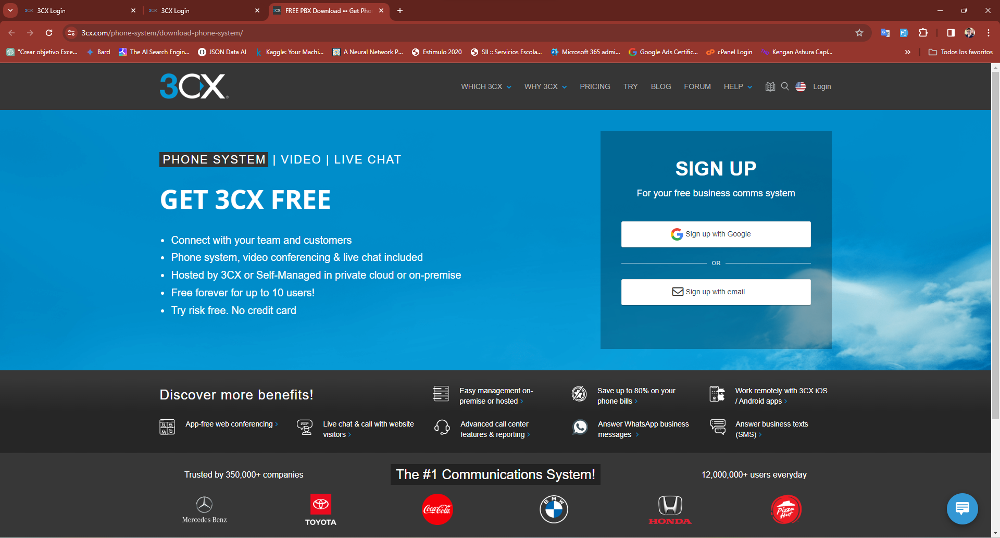 3CX Login
3CX Login
FREE PBX Download •• Get Pho
3cx.com/phone-system/download-phone-system/
"Crear objetivo Exce...
Bard
The AI Search Engin...
JSON Data AI
Kaggle: Your Machi...
A Neural Network P...
Estimulo 2020
SII :: Servicios Escola...
Microsoft 365 admi...
Google Ads Certific...
cPanel Login
Kengan Ashura Capí...
Todos los favoritos
3CX
WHICH 3CX
WHY 3CX
PRICING
TRY
BLOG
FORUM
HELP
Login
PHONE SYSTEM | VIDEO | LIVE CHAT
GET 3CX FREE
• Connect with your team and customers
• Phone system, video conferencing & live chat included
• Hosted by 3CX or Self-Managed in private cloud or on-premise
• Free forever for up to 10 users!
• Try risk free. No credit card
SIGN UP
For your free business comms system
Sign up with Google
OR
Sign up with email
Discover more benefits!
Easy management on-
premise or hosted
Save up to 80% on your
phone bills
Work remotely with 3CX iOS
/ Android apps
App-free web conferencing
Live chat & call with website
visitors
Advanced call center
features & reporting
Answer WhatsApp business
messages
Answer business texts
(SMS)
Trusted by 350,000+ companies
The #1 Communications System!
12,000,000+ users everyday
Mercedes-Benz
TOYOTA
Coca-Cola
BMW
HONDA
Pizza
Hut